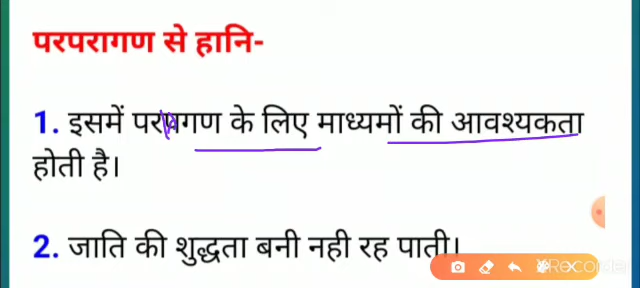 परपरागण से हानि-
1. इसमें परागण के लिए माध्यमों की आवश्यकता
होती है।
2. जाति की शुद्धता बनी नही रह पाती।
Recorder